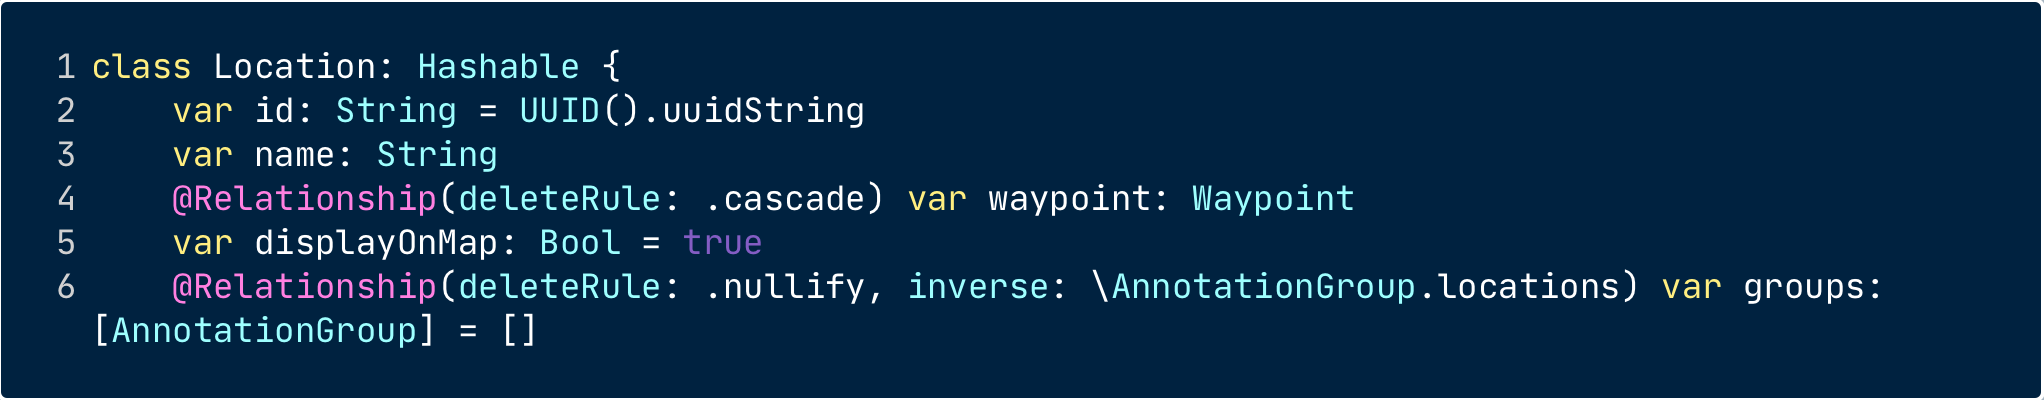 1 class Location: Hashable {
2     var id: String = UUID().uuidString
3     var name: String
4     @Relationship(deleteRule: .cascade) var waypoint: Waypoint
5     var displayOnMap: Bool = true
6     @Relationship(deleteRule: .nullify, inverse: \AnnotationGroup.locations) var groups:
[AnnotationGroup] = []